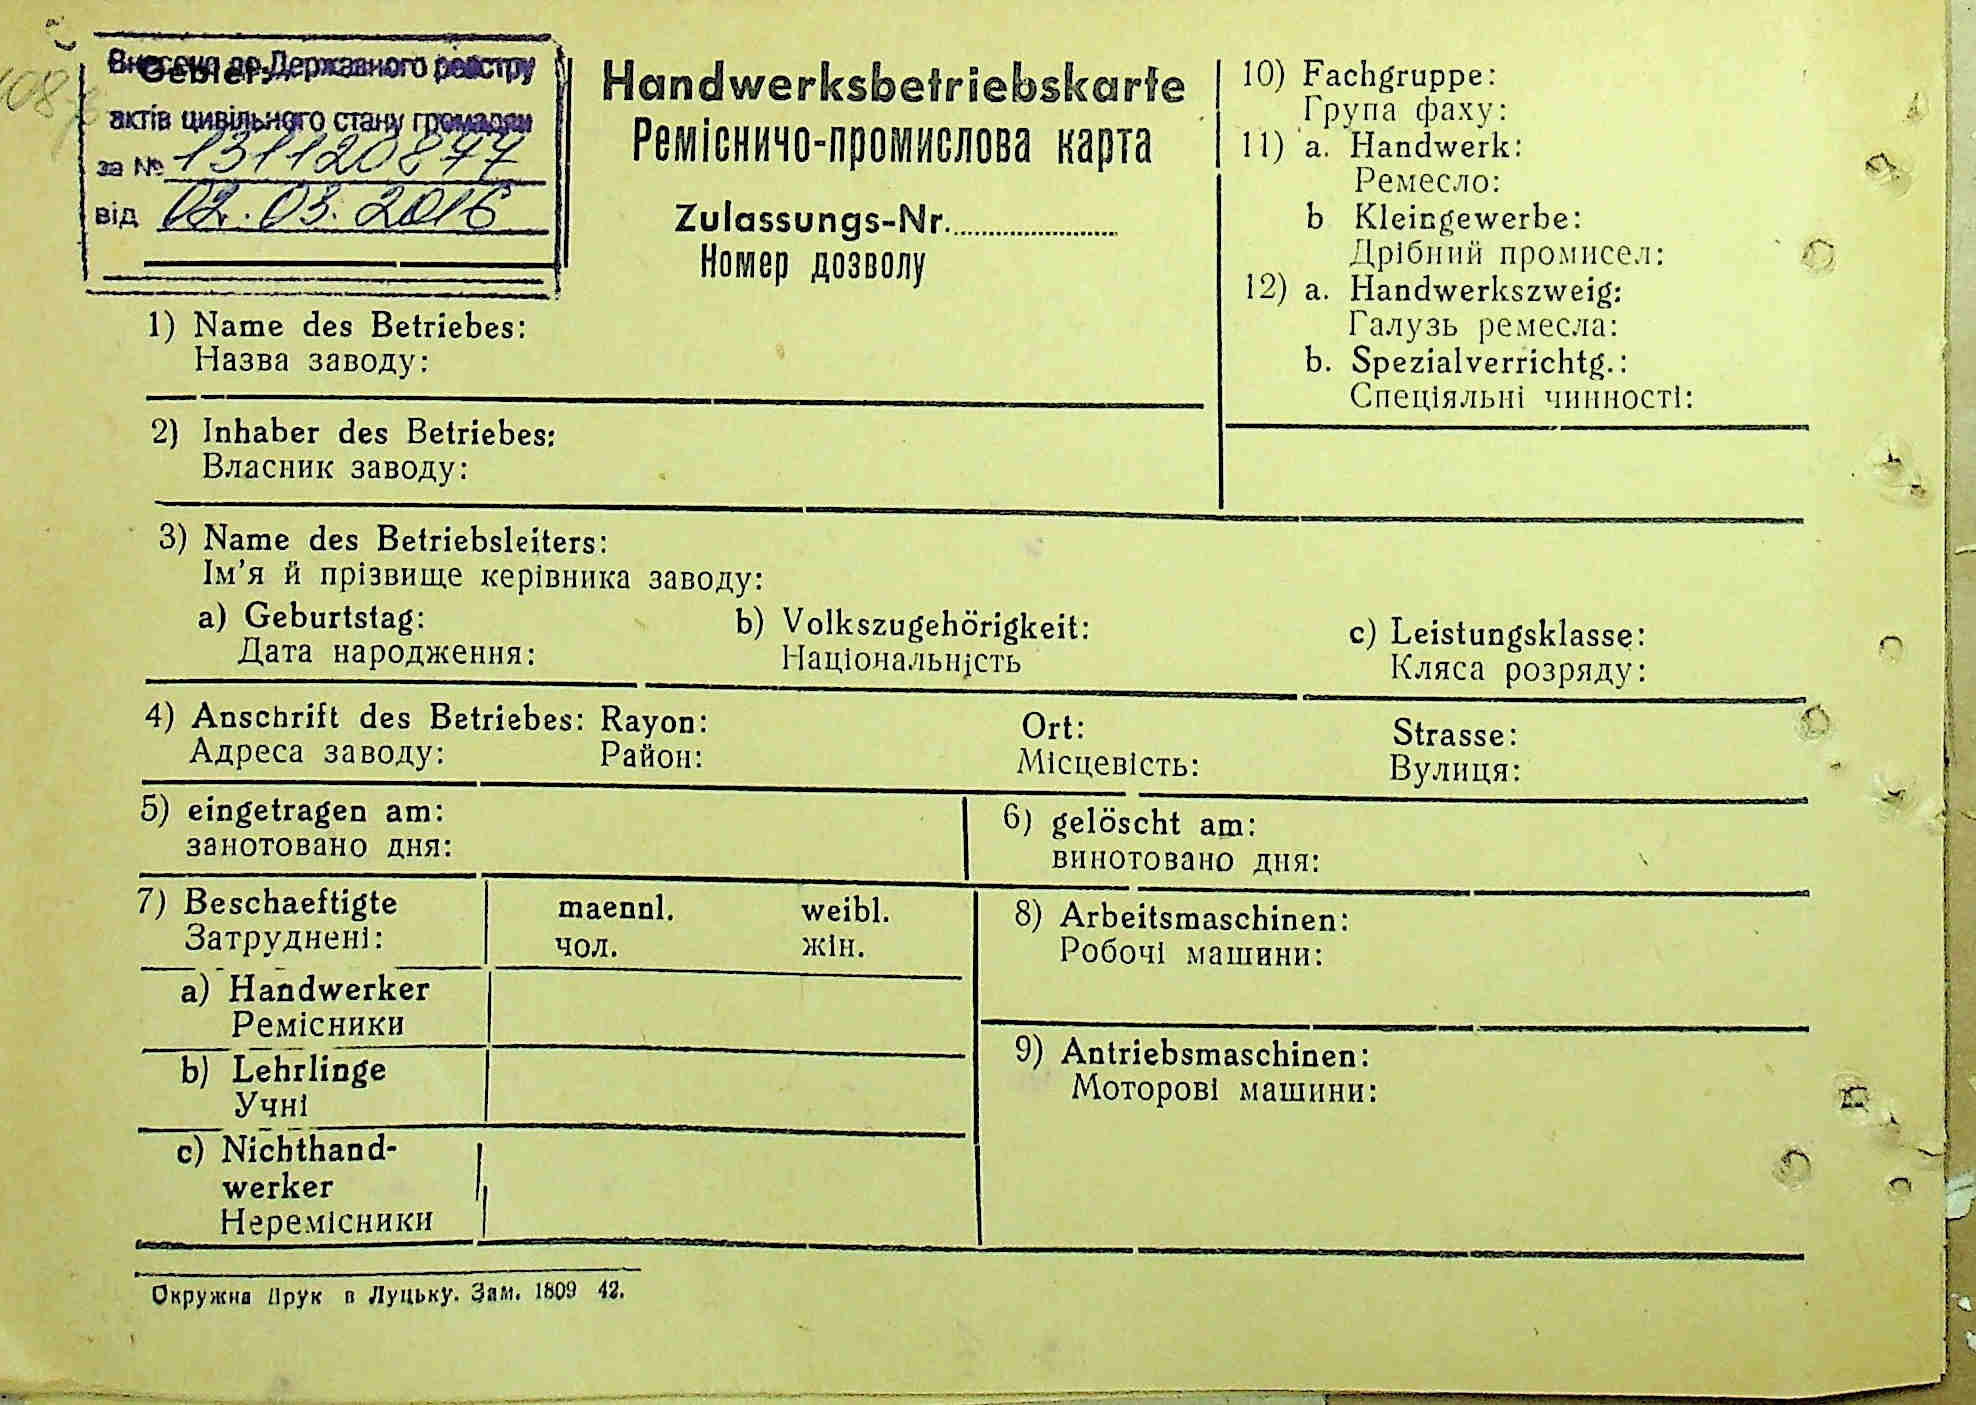 Gebiet:
Внесено до Державного реєстру
актів цивільного стану громадян
за № 131120877
від 02.03.2016
Handwerksbetriebskarte
Ремісничо-промислова карта
Zulassungs-Nr.
Номер дозволу
1) Name des Betriebes:
Назва заводу:
2) Inhaber des Betriebes:
Власник заводу:
10) Fachgruppe:
Група фаху:
11) a. Handwerk:
Ремесло:
b Kleingewerbe:
Дрібний промисел:
12) a. Handwerkszweig:
Галузь ремесла:
b. Spezialverrichtg.:
Спеціяльні чинності:
3) Name des Betriebsleiters:
Ім'я й прізвище керівника заводу:
a) Geburtstag: b) Volkszugehörigkeit: c) Leistungsklasse:
Дата народження: Національність Кляса розряду:
4) Anschrift des Betriebes: Rayon: Ort: Strasse:
Адреса заводу: Район: Місцевість: Вулиця:
5) eingetragen am: 6) gelöscht am:
занотовано дня: винотовано дня:
7) Beschaeftigte maennl. weibl.
Затруднені: чол. жін.
a) Handwerker
Ремісники
b) Lehrlinge
Учні
c) Nichthand-
werker
Неремісники
8) Arbeitsmaschinen:
Робочі машини:
9) Antriebsmaschinen:
Моторові машини:
Окружна Друк в Луцьку. Зам. 1809 42.